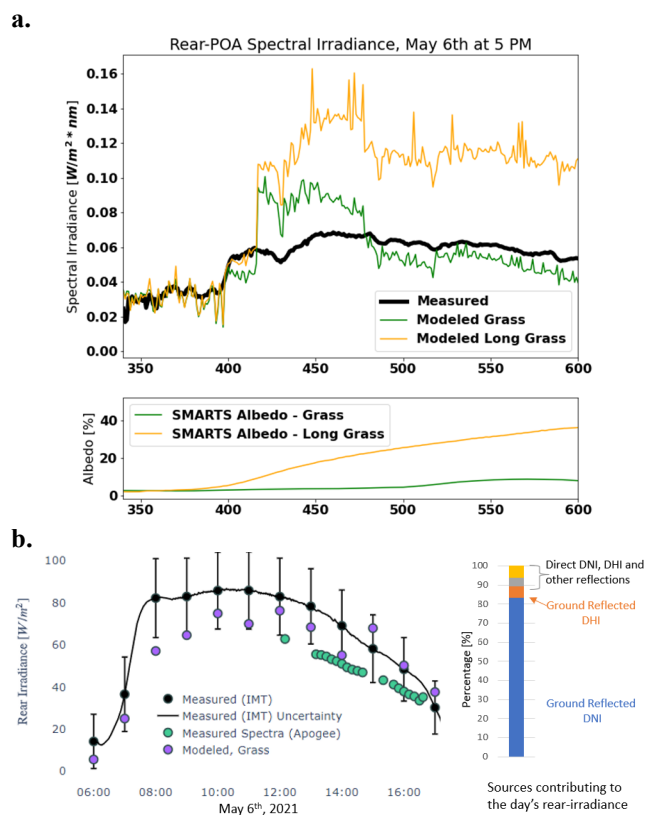 a.
Rear-POA Spectral Irradiance, May 6th at 5 PM
Spectral Irradiance [W/m² * nm]
0.16
0.14
0.12
0.10
0.08
0.06
0.04
0.02
0.00
Measured
Modeled Grass
Modeled Long Grass
350 400 450 500 550 600
Albedo [%]
40
20
0
SMARTS Albedo - Grass
SMARTS Albedo - Long Grass
350 400 450 500 550 600
b.
Rear Irradiance [W/m²]
100
80
60
40
20
0
Measured (IMT)
Measured (IMT) Uncertainty
Measured Spectra (Apogee)
Modeled, Grass
06:00 08:00 10:00 12:00 14:00 16:00
May 6th, 2021
Percentage [%]
100
90
80
70
60
50
40
30
20
10
0
Direct DNI, DHI and
other reflections
Ground Reflected
DHI
Ground Reflected
DNI
Sources contributing to
the day's rear-irradiance